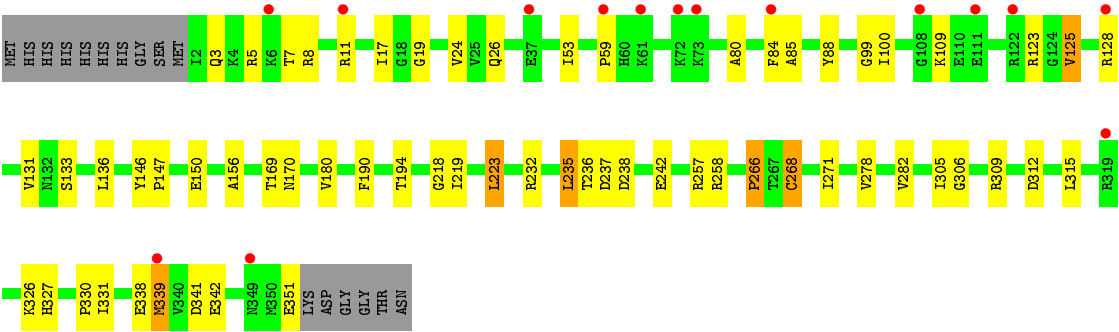 MET HIS HIS HIS HIS HIS HIS GLY SER MET I2 Q3 K4 R5 K6 T7 R8 R11 I17 G18 G19 V24 V25 Q26 E37 I53 P59 H60 K61 K72 K73 A80 F84 A85 Y88 G99 I100 G108 K109 E110 E111 R122 R123 G124 V125 R128
V131 N132 S133 L136 Y146 P147 E150 A156 T169 N170 V180 F190 T194 G218 I219 L223 R232 L235 T236 D237 D238 E242 R257 R258 P266 T267 C268 I271 V278 V282 I305 G306 R309 D312 L315 R319
K326 H327 P330 I331 E338 M339 V340 D341 E342 N349 M350 E351 LYS ASP GLY GLY THR ASN